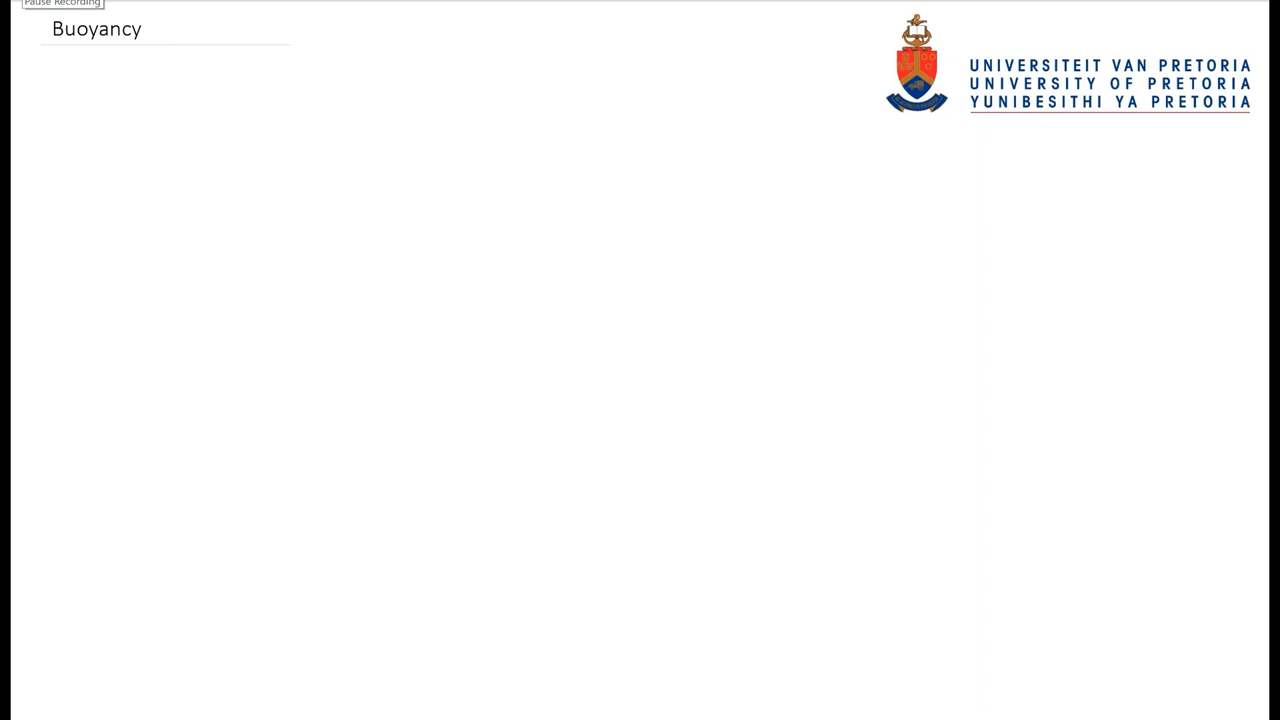 Pause Recording
Buoyancy
UNIVERSITEIT VAN PRETORIA
UNIVERSITY OF PRETORIA
YUNIBESITHI YA PRETORIA